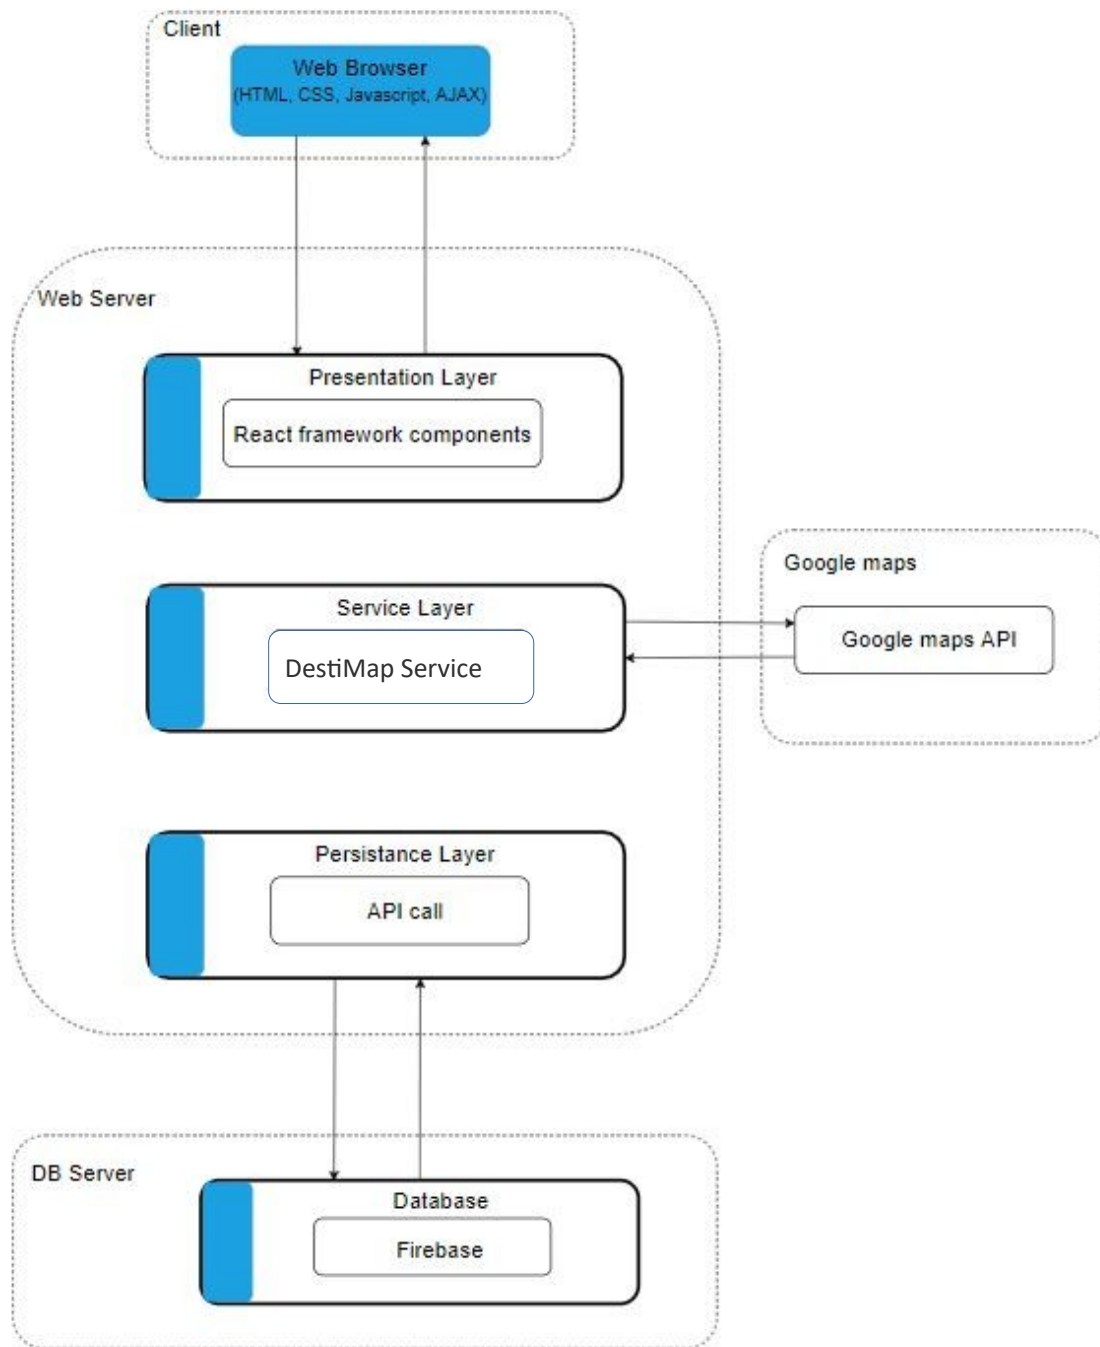 Client
Web Browser
(HTML, CSS, Javascript, AJAX)
Web Server
Presentation Layer
React framework components
Service Layer
DestiMap Service
Google maps
Google maps API
Persistance Layer
API call
DB Server
Database
Firebase